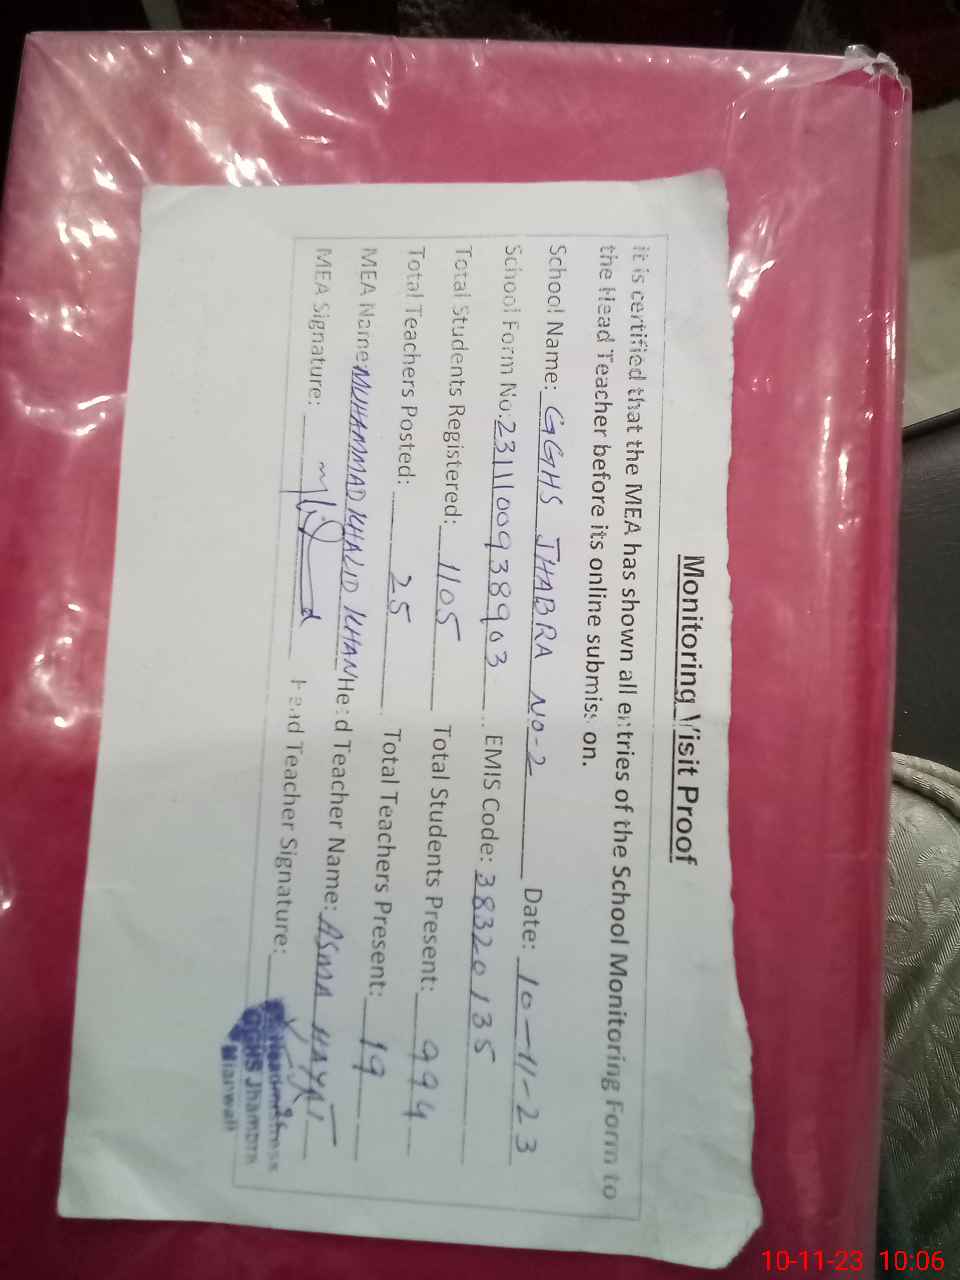 Monitoring Visit Proof
It is certified that the MEA has shown all entries of the School Monitoring Form to
the Head Teacher before its online submission.
School Name: GGHS JHABRA NO-2 Date: 10-11-23
School Form No. 231110093 8903 EMIS Code: 38320135
Total Students Registered: 1105 Total Students Present: 994
Total Teachers Posted: 25. Total Teachers Present: 19
MEA Name: MUHAMMAD KHALID KHAN Head Teacher Name: ASMA HAYAT
MEA Signature: Head Teacher Signature:
Headmistress
GGHS Jhambra
Mianwali
10-11-23 10:06